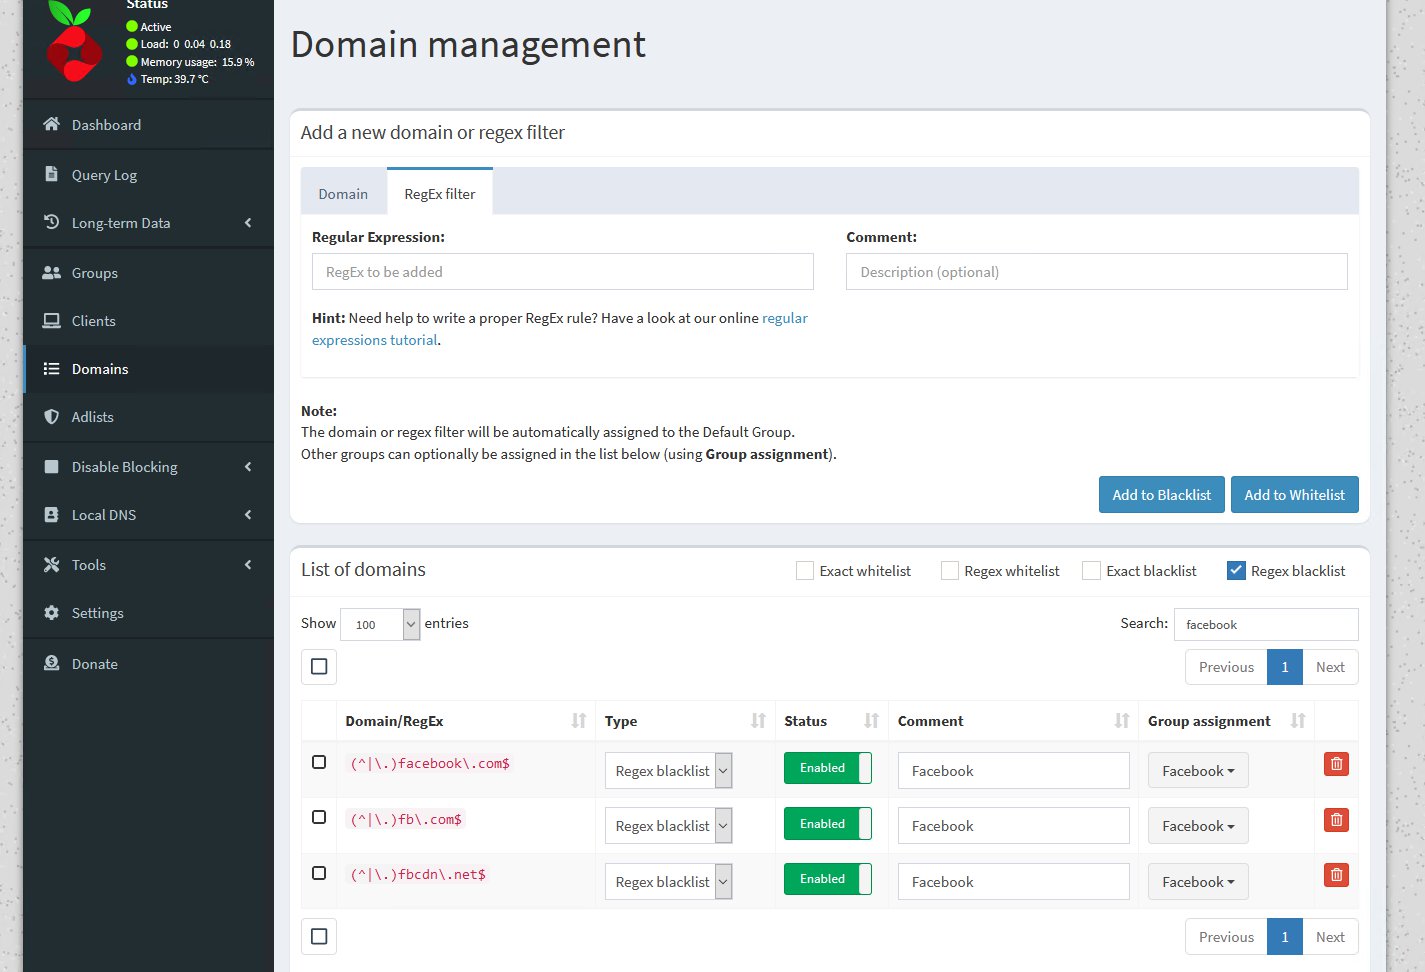 Status
Active
Load: 0 0.04 0.18
Memory usage: 15.9 %
Temp: 39.7 °C
Dashboard
Query Log
Long-term Data
Groups
Clients
Domains
Adlists
Disable Blocking
Local DNS
Tools
Settings
Donate
Domain management
Add a new domain or regex filter
Domain RegEx filter
Regular Expression: Comment:
RegEx to be added Description (optional)
Hint: Need help to write a proper RegEx rule? Have a look at our online regular
expressions tutorial.
Note:
The domain or regex filter will be automatically assigned to the Default Group.
Other groups can optionally be assigned in the list below (using Group assignment).
Add to Blacklist Add to Whitelist
List of domains Exact whitelist Regex whitelist Exact blacklist Regex blacklist
Show 100 entries Search: facebook
Previous 1 Next
Domain/RegEx Type Status Comment Group assignment
(^|\.)facebook\.com$ Regex blacklist Enabled Facebook Facebook
(^|\.)fb\.com$ Regex blacklist Enabled Facebook Facebook
(^|\.)fbcdn\.net$ Regex blacklist Enabled Facebook Facebook
Previous 1 Next